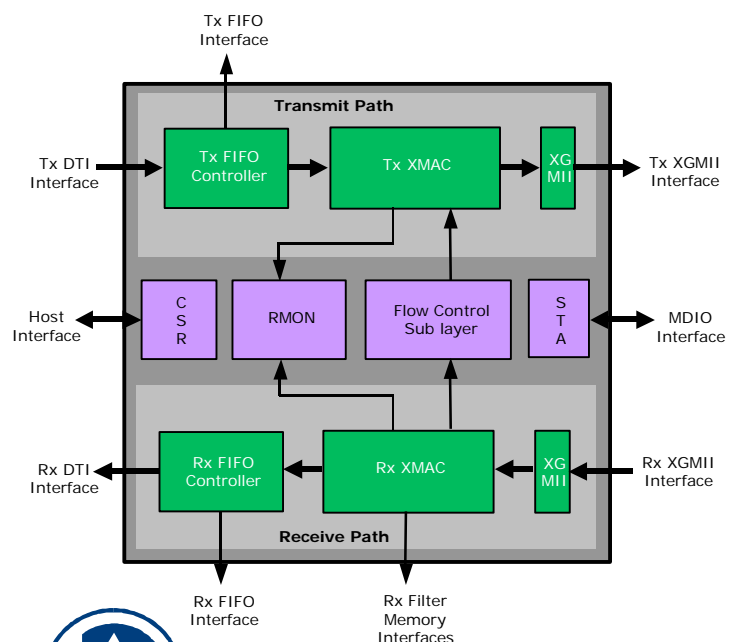 Tx FIFO
Interface
Transmit Path
Tx DTI
Interface
Tx FIFO
Controller
Tx XMAC
XG
MII
Tx XGMII
Interface
Host
Interface
C
S
R
RMON
Flow Control
Sub layer
S
T
A
MDIO
Interface
Rx DTI
Interface
Rx FIFO
Controller
Rx XMAC
XG
MII
Rx XGMII
Interface
Receive Path
Rx FIFO
Interface
Rx Filter
Memory
Interfaces